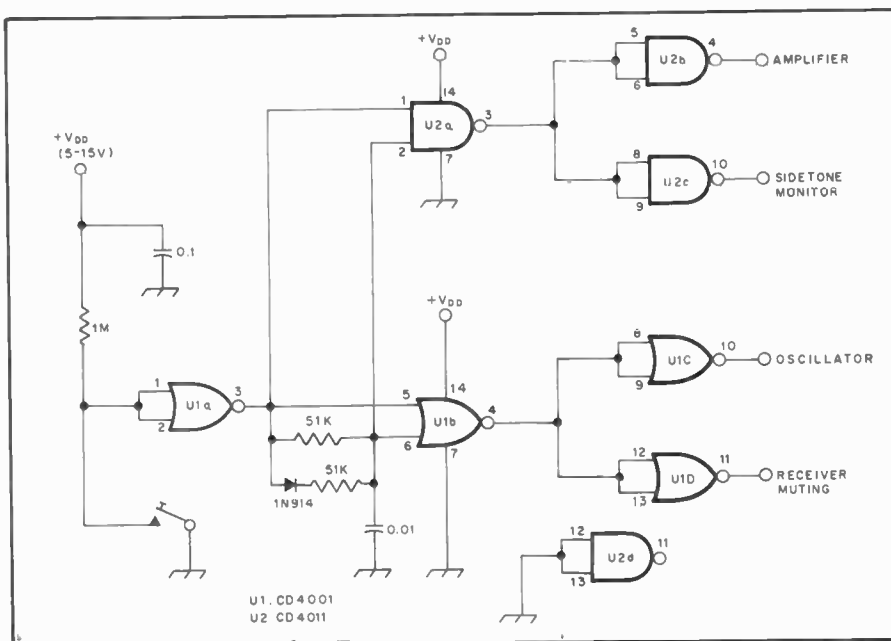 +VDD
(5-15V)
0.1
1M
1
2
U1a
3
51K
51K
1N914
0.01
+VDD
14
1
2
U2a
3
7
5
6
U2b
4
AMPLIFIER
8
9
U2c
10
SIDETONE
MONITOR
+VDD
14
5
6
U1b
4
7
8
9
U1C
10
OSCILLATOR
12
13
U1D
11
RECEIVER
MUTING
12
13
U2d
11
U1. CD4001
U2 CD4011